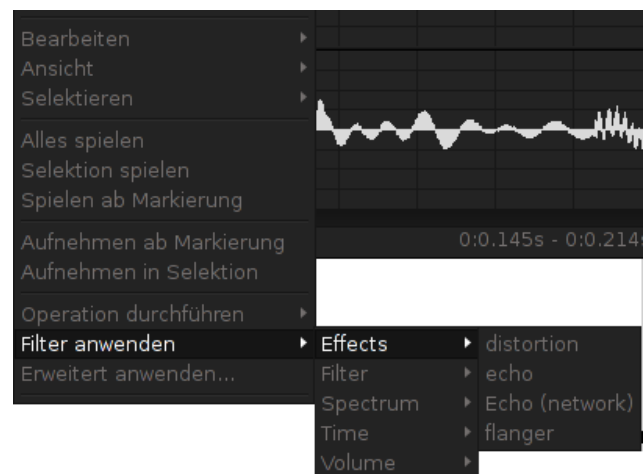 Bearbeiten
Ansicht
Selektieren
Alles spielen
Selektion spielen
Spielen ab Markierung
Aufnehmen ab Markierung
Aufnehmen in Selektion
0:0.145s - 0:0.214s
Operation durchführen
Filter anwenden
Erweitert anwenden...
Effects
Filter
Spectrum
Time
Volume
distortion
echo
Echo (network)
flanger